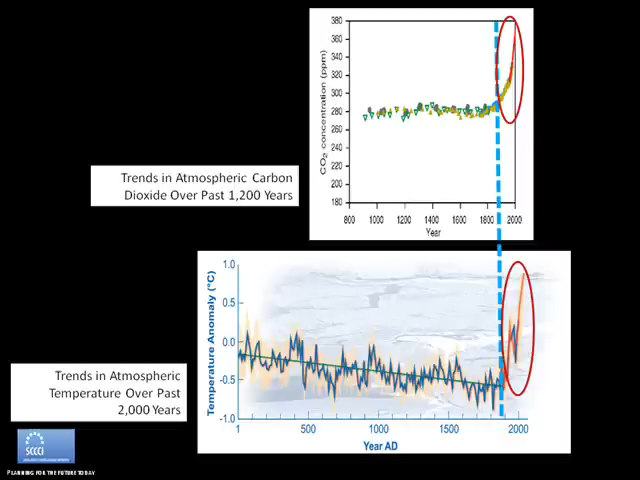 380
360
340
320
300
280
260
240
220
200
180
CO2 concentration (ppm)
800 1000 1200 1400 1600 1800 2000
Year
Trends in Atmospheric Carbon
Dioxide Over Past 1,200 Years
1.0
0.5
0.0
-0.5
-1.0
Temperature Anomaly (°C)
1 500 1000 1500 2000
Year AD
Trends in Atmospheric
Temperature Over Past
2,000 Years
SCCCI
PLANNING FOR THE FUTURE TODAY